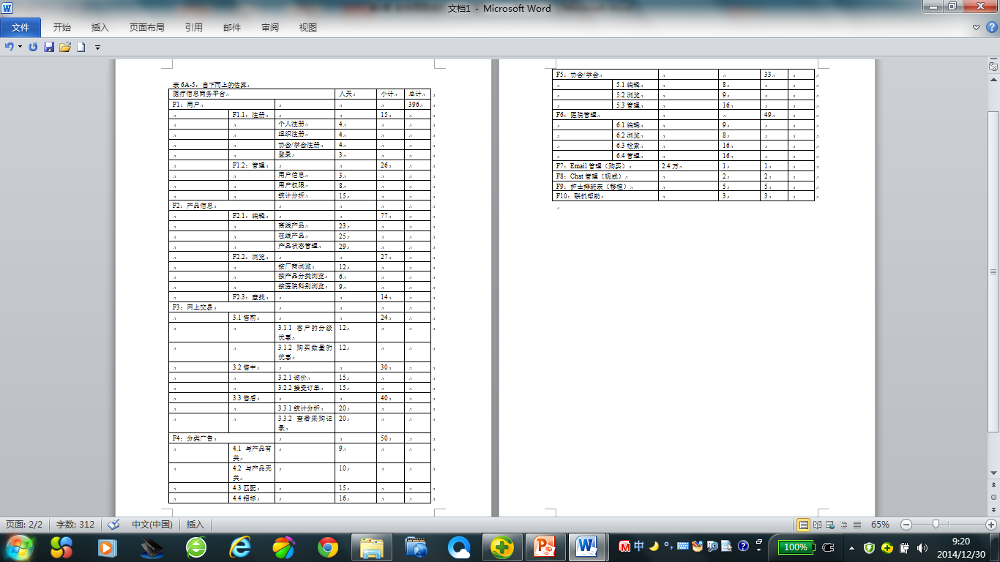 文档1 - Microsoft Word
文件 开始 插入 页面布局 引用 邮件 审阅 视图
表 6A-5：自下而上的估算
医疗信息商务平台 人天 小计 总计
F1：用户 396
F1.1：注册 15
个人注册 4
组织注册 4
协会/学会注册 4
登录 3
F1.2：管理 26
用户信息 3
用户权限 8
统计分析 15
F2：产品信息
F2.1：编辑 77
离线产品 23
在线产品 25
产品状态管理 29
F2.2：浏览 27
按厂商浏览 12
按产品分类浏览 6
按医院科别浏览 9
F2.3：查找 14
F3：网上交易
3.1 售前 24
3.1.1 客户的分级 12
优惠
3.1.2 购买数量的 12
优惠
3.2 售中 30
3.2.1 询价 15
3.2.2 接受订单 15
3.3 售后 40
3.3.1 统计分析 20
3.3.2 查看采购记 20
录
F4：分类广告 50
4.1 与产品有 9
关
4.2 与产品无 10
关
4.3 匹配 15
4.4 招标 16
F5：协会/学会 33
5.1 编辑 8
5.2 浏览 9
5.3 管理 16
F6：医院管理 49
6.1 编辑 9
6.2 浏览 8
6.3 检索 16
6.4 管理 16
F7：Email 管理（购买） 2.4 万 1 1
F8：Chat 管理（现成） 2 2
F9：护士排班表（移植） 5 5
F10：联机帮助 3 3
页面: 2/2 字数: 312 中文(中国) 插入 65%
中 100% 9:20
2014/12/30